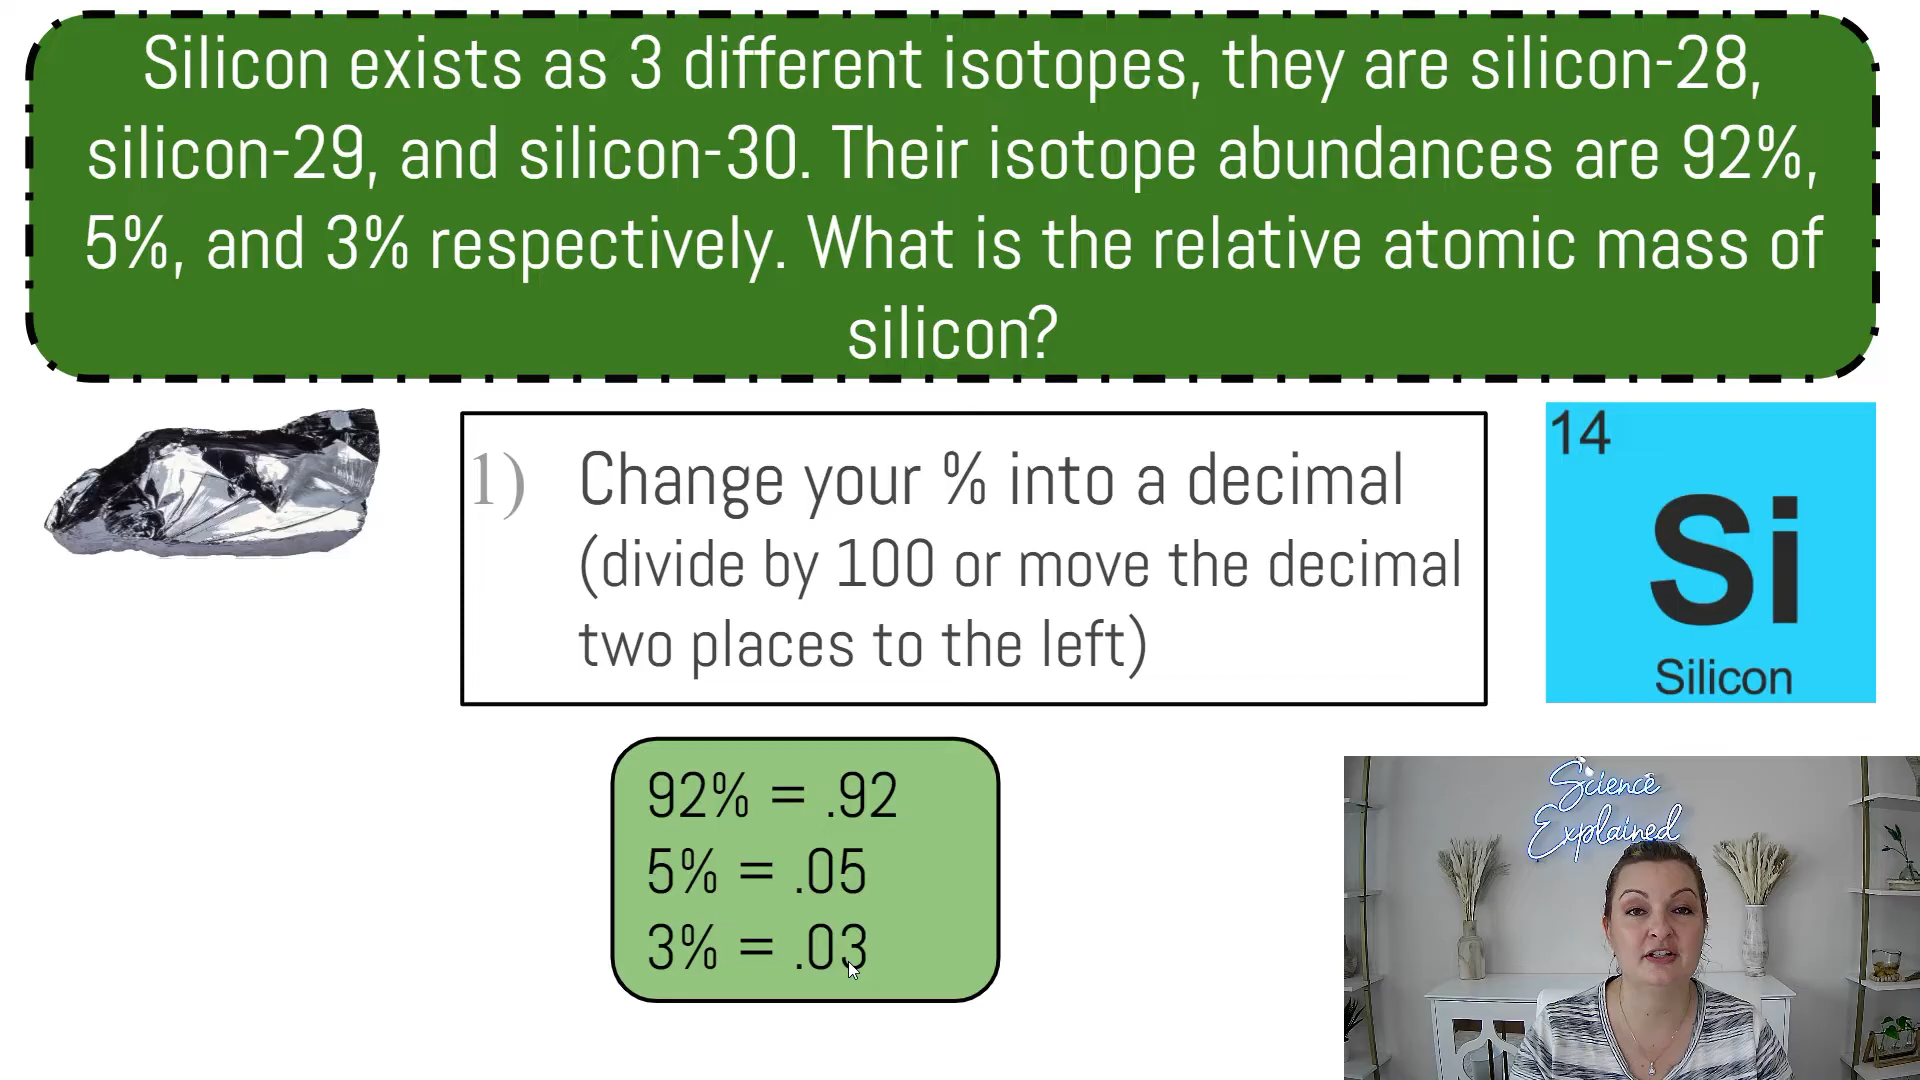 Silicon exists as 3 different isotopes, they are silicon-28,
silicon-29, and silicon-30. Their isotope abundances are 92%,
5%, and 3% respectively. What is the relative atomic mass of
silicon?
1) Change your % into a decimal
(divide by 100 or move the decimal
two places to the left)
14
Si
Silicon
92% = .92
5% = .05
3% = .03
Science
Explained